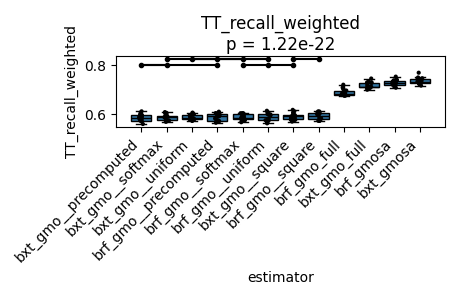 TT_recall_weighted
p = 1.22e-22
TT_recall_weighted
0.8
0.6
bxt_gmo__precomputed
bxt_gmo__softmax
bxt_gmo__uniform
brf_gmo__precomputed
brf_gmo__softmax
brf_gmo__uniform
bxt_gmo__square
brf_gmo__square
brf_gmo_full
bxt_gmo_full
brf_gmosa
bxt_gmosa
estimator